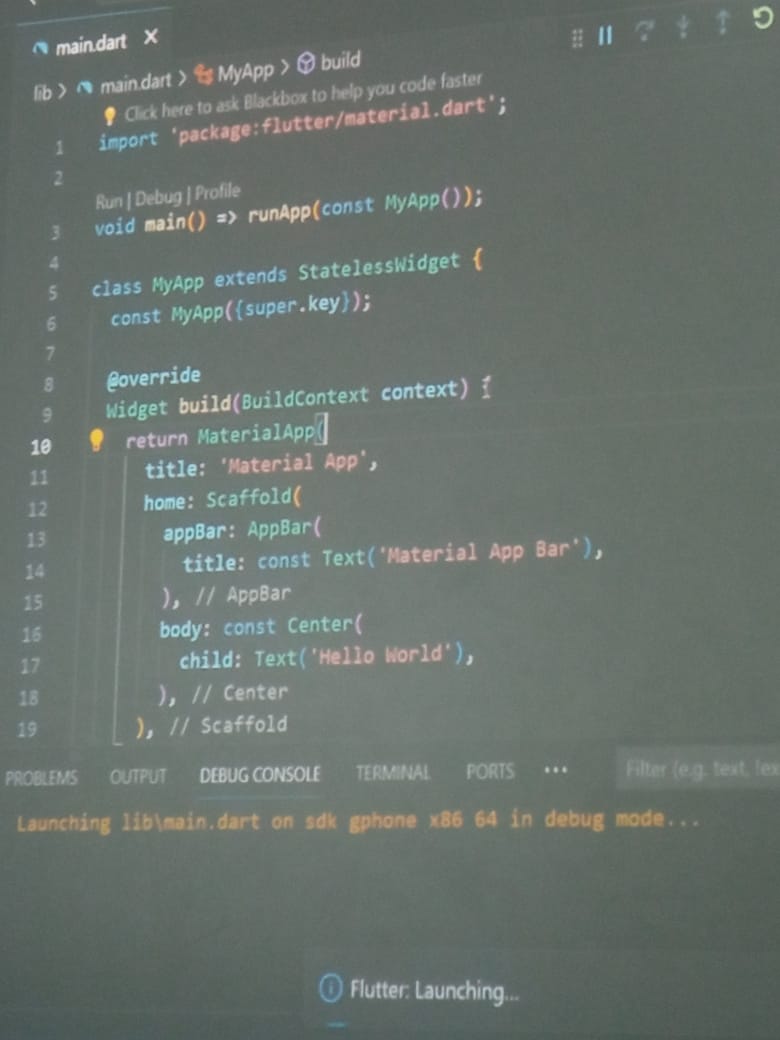 main.dart X
lib > main.dart > MyApp > build
Click here to ask Blackbox to help you code faster
1 import 'package:flutter/material.dart';
2
Run | Debug | Profile
3 void main() => runApp(const MyApp());
4
5 class MyApp extends StatelessWidget {
6 const MyApp({super.key});
7
8 @override
9 Widget build(BuildContext context) {
10 return MaterialApp(
11 title: 'Material App',
12 home: Scaffold(
13 appBar: AppBar(
14 title: const Text('Material App Bar'),
15 ), // AppBar
16 body: const Center(
17 child: Text('Hello World'),
18 ), // Center
19 ), // Scaffold
PROBLEMS OUTPUT DEBUG CONSOLE TERMINAL PORTS ... Filter (e.g. text, !ex
Launching lib\main.dart on sdk gphone x86 64 in debug mode...
Flutter: Launching...